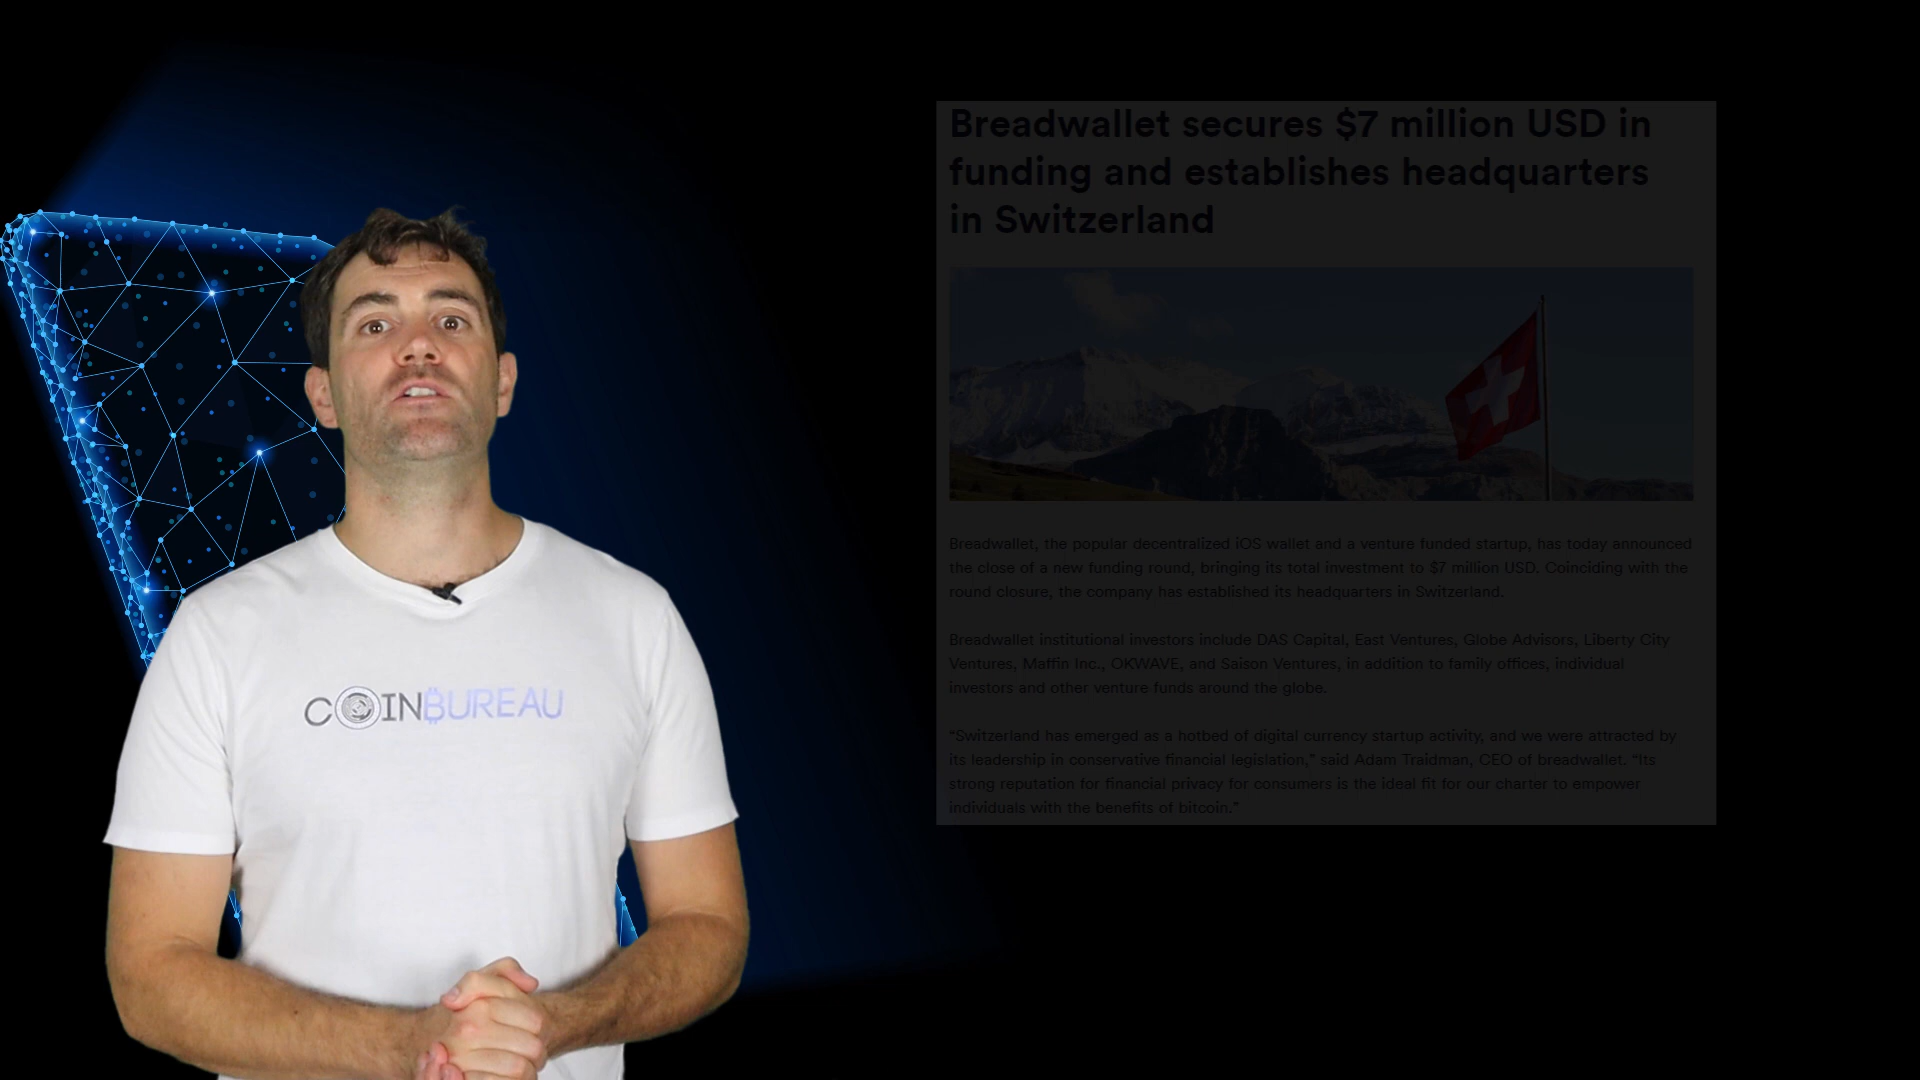 Breadwallet secures $7 million USD in
funding and establishes headquarters
in Switzerland
COINBUREAU
Breadwallet, the popular decentralized iOS wallet and a venture funded startup, has today announced
the close of a new funding round, bringing its total investment to $7 million USD. Coinciding with the
round closure, the company has established its headquarters in Switzerland.
Breadwallet institutional investors include DAS Capital, East Ventures, Globe Advisors, Liberty City
Ventures, Maffin Inc., OKWAVE, and Saison Ventures, in addition to family offices, individual
investors and other venture funds around the globe.
“Switzerland has emerged as a hotbed of digital currency startup activity, and we were attracted by
its leadership in conservative financial legislation,” said Adam Traidman, CEO of breadwallet. “Its
strong reputation for financial privacy for consumers is the ideal fit for our charter to empower
individuals with the benefits of bitcoin.”